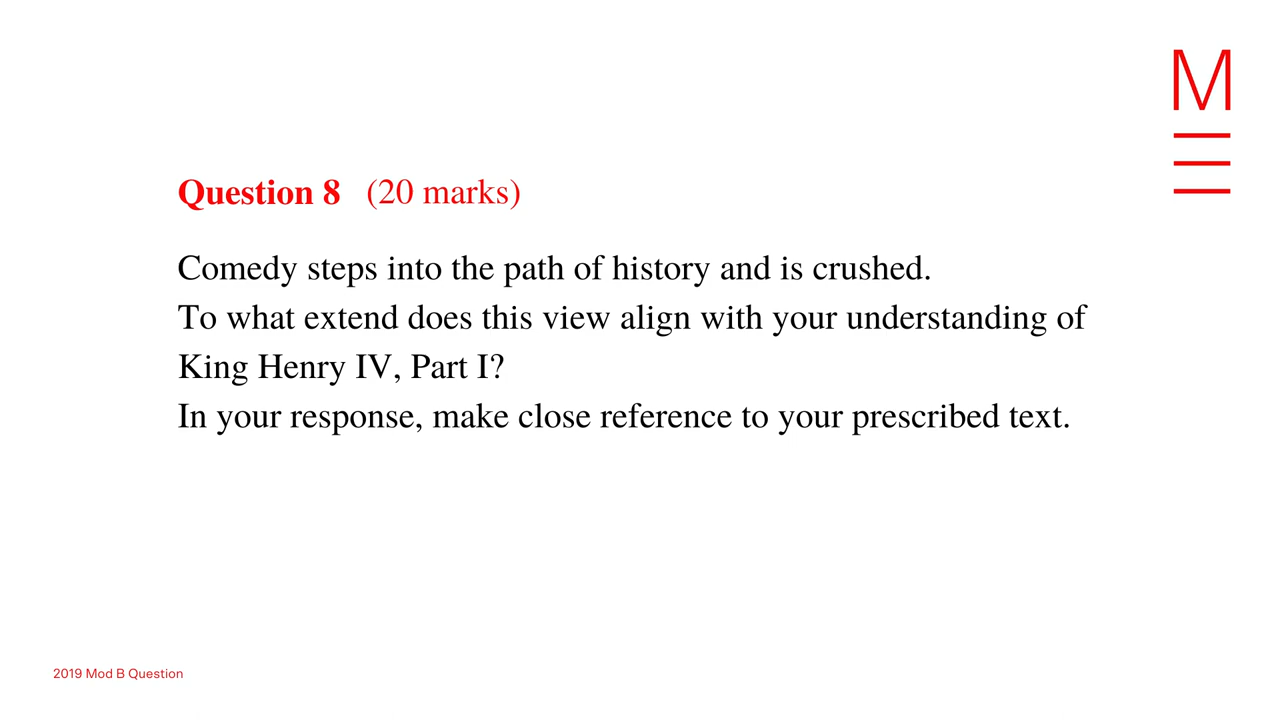 M
Question 8 (20 marks)
Comedy steps into the path of history and is crushed.
To what extend does this view align with your understanding of
King Henry IV, Part I?
In your response, make close reference to your prescribed text.
2019 Mod B Question